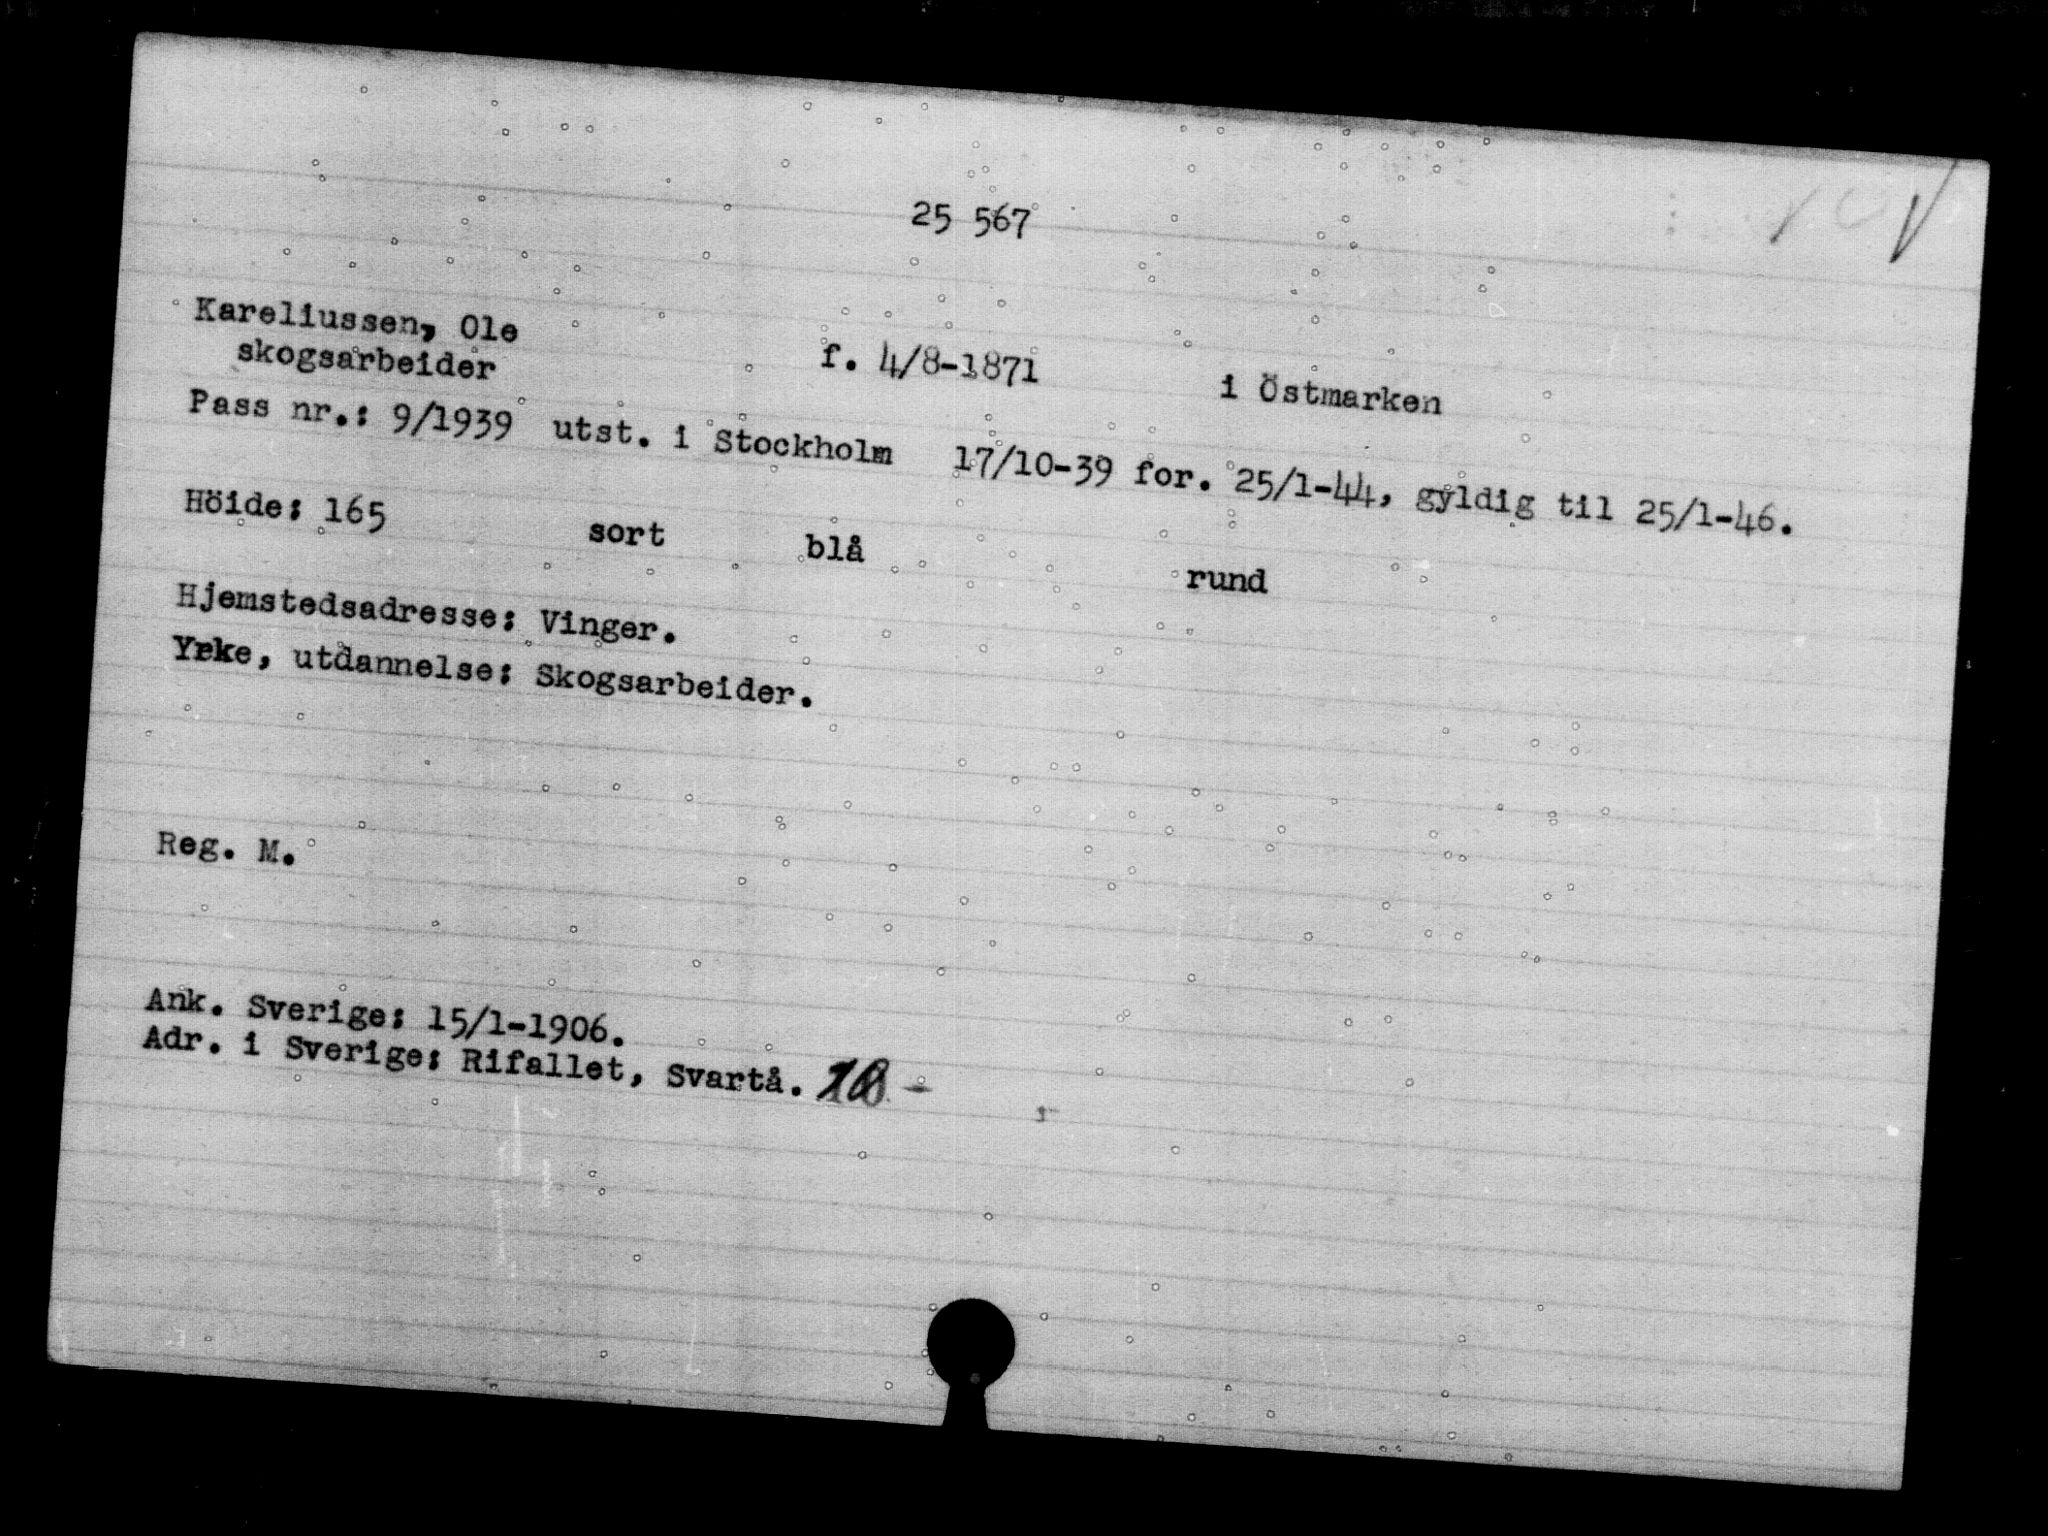 25 567
Kareliussen, Ole f. 4/8-1871 i Östmarken
skogsarbeider
Pass nr.: 9/1939 utst. i Stockholm 17/10-39 for. 25/1-44, gyldig til 25/1-46.
Höide: 165 sort blå rund
Hjemstedsadresse: Vinger.
Yrke, utdannelse: Skogsarbeider.
Reg. M.
Ank. Sverige: 15/1-1906.
Adr. i Sverige: Rifallet, Svartå.